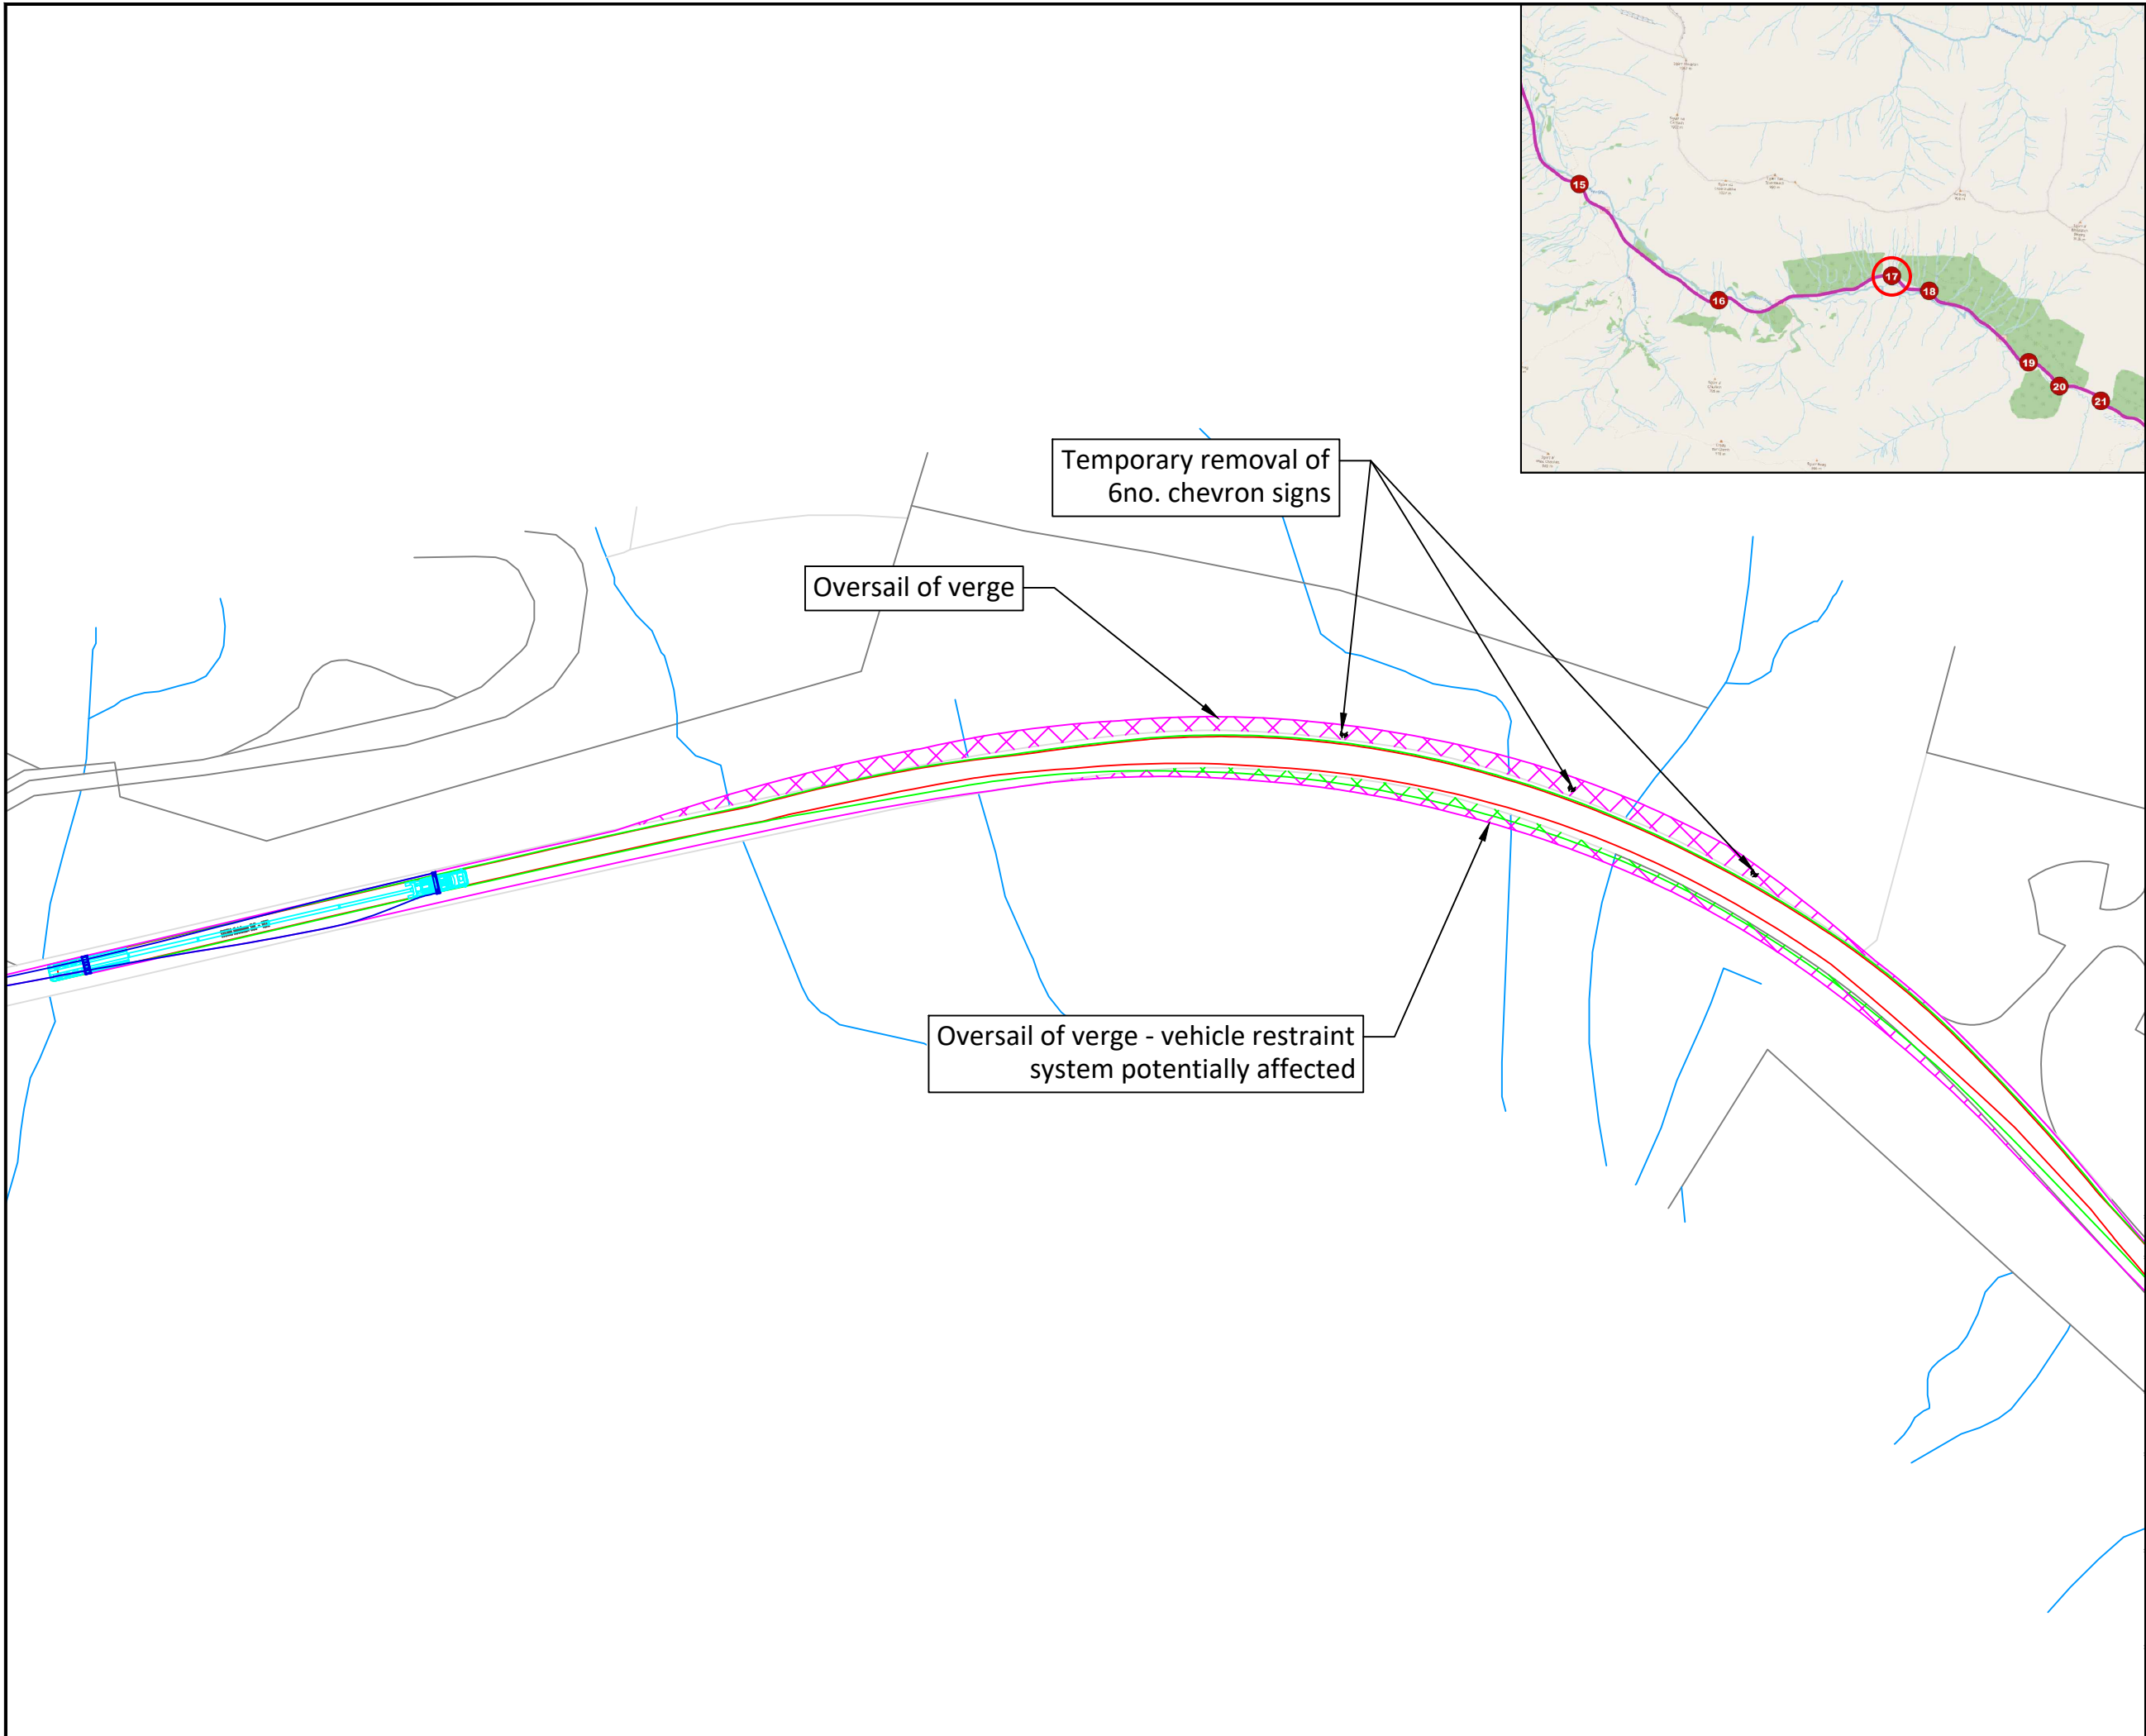 15
16
17
18
19
20
21
Temporary removal of
6no. chevron signs
Oversail of verge
Oversail of verge - vehicle restraint
system potentially affected